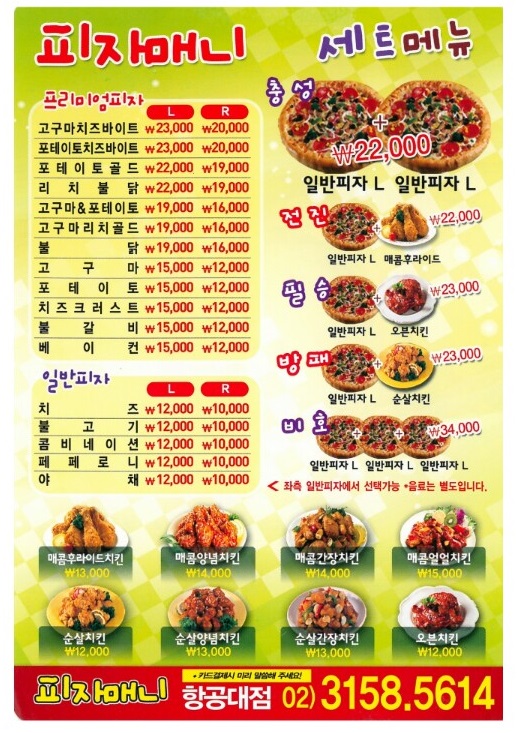 피자매니
세트메뉴
프리미엄피자
L R
고구마치즈바이트 ₩23,000 ₩20,000
포테이토치즈바이트 ₩23,000 ₩20,000
포테이토골드 ₩22,000 ₩19,000
리치불닭 ₩22,000 ₩19,000
고구마&포테이토 ₩19,000 ₩16,000
고구마리치골드 ₩19,000 ₩16,000
불닭 ₩19,000 ₩16,000
고구마 ₩15,000 ₩12,000
포테이토 ₩15,000 ₩12,000
치즈크러스트 ₩15,000 ₩12,000
불갈비 ₩15,000 ₩12,000
베이컨 ₩15,000 ₩12,000
일반피자
L R
치즈 ₩12,000 ₩10,000
불고기 ₩12,000 ₩10,000
콤비네이션 ₩12,000 ₩10,000
페페로니 ₩12,000 ₩10,000
야채 ₩12,000 ₩10,000
충성
+
₩22,000
일반피자 L 일반피자 L
전진
+ ₩22,000
일반피자 L 매콤후라이드
필승
+ ₩23,000
일반피자 L 오븐치킨
방패
+ ₩23,000
일반피자 L 순살치킨
비호
+ + ₩34,000
일반피자 L 일반피자 L 일반피자 L
< 좌측 일반피자에서 선택가능 *음료는 별도입니다.
매콤후라이드치킨 매콤양념치킨 매콤간장치킨 매콤얼얼치킨
₩13,000 ₩14,000 ₩14,000 ₩15,000
순살치킨 순살양념치킨 순살간장치킨 오븐치킨
₩12,000 ₩13,000 ₩13,000 ₩12,000
+ 카드결제시 미리 말씀해 주세요!
피자매니 항공대점 02) 3158.5614